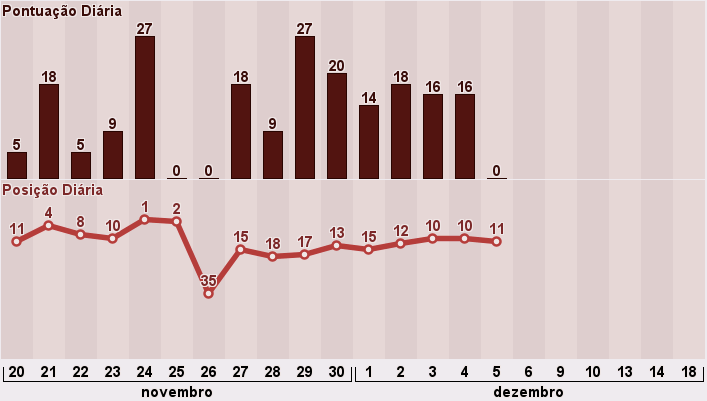 Pontuação Diária
5 18 5 9 27 0 0 18 9 27 20 14 18 16 16 0
Posição Diária
11 4 8 10 1 2 35 15 18 17 13 15 12 10 10 11
20 21 22 23 24 25 26 27 28 29 30 1 2 3 4 5 6 9 10 13 14 18
novembro dezembro